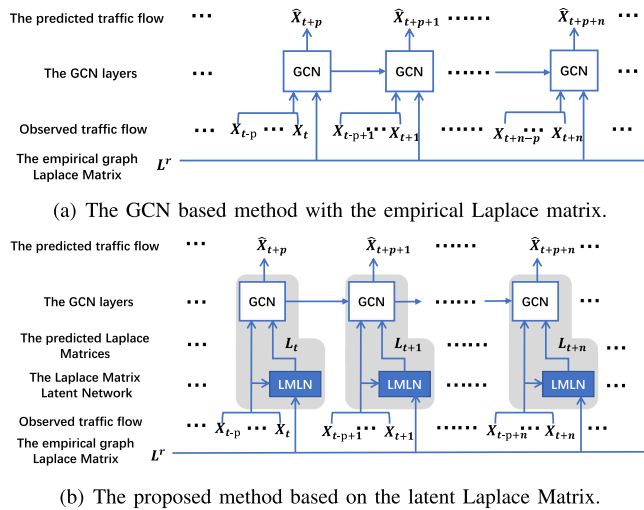 The predicted traffic flow ... X̂ₜ₊ₚ X̂ₜ₊ₚ₊₁ ...... X̂ₜ₊ₚ₊ₙ ...
The GCN layers ... GCN GCN ...... GCN ...
Observed traffic flow ... Xₜ₋ₚ ... Xₜ Xₜ₋ₚ₊₁ ... Xₜ₊₁ ...... Xₜ₊ₙ₋ₚ ... Xₜ₊ₙ ...
The empirical graph
Laplace Matrix Lʳ
(a) The GCN based method with the empirical Laplace matrix.
The predicted traffic flow ... X̂ₜ₊ₚ X̂ₜ₊ₚ₊₁ ...... X̂ₜ₊ₚ₊ₙ ...
The GCN layers ... GCN GCN ...... GCN ...
The predicted Laplace
Matrices ... Lₜ Lₜ₊₁ Lₜ₊ₙ ...
The Laplace Matrix
Latent Network ... LMLN LMLN ...... LMLN ...
Observed traffic flow ... Xₜ₋ₚ ... Xₜ Xₜ₋ₚ₊₁ ... Xₜ₊₁ ...... Xₜ₋ₚ₊ₙ ... Xₜ₊ₙ ...
The empirical graph
Laplace Matrix Lʳ
(b) The proposed method based on the latent Laplace Matrix.